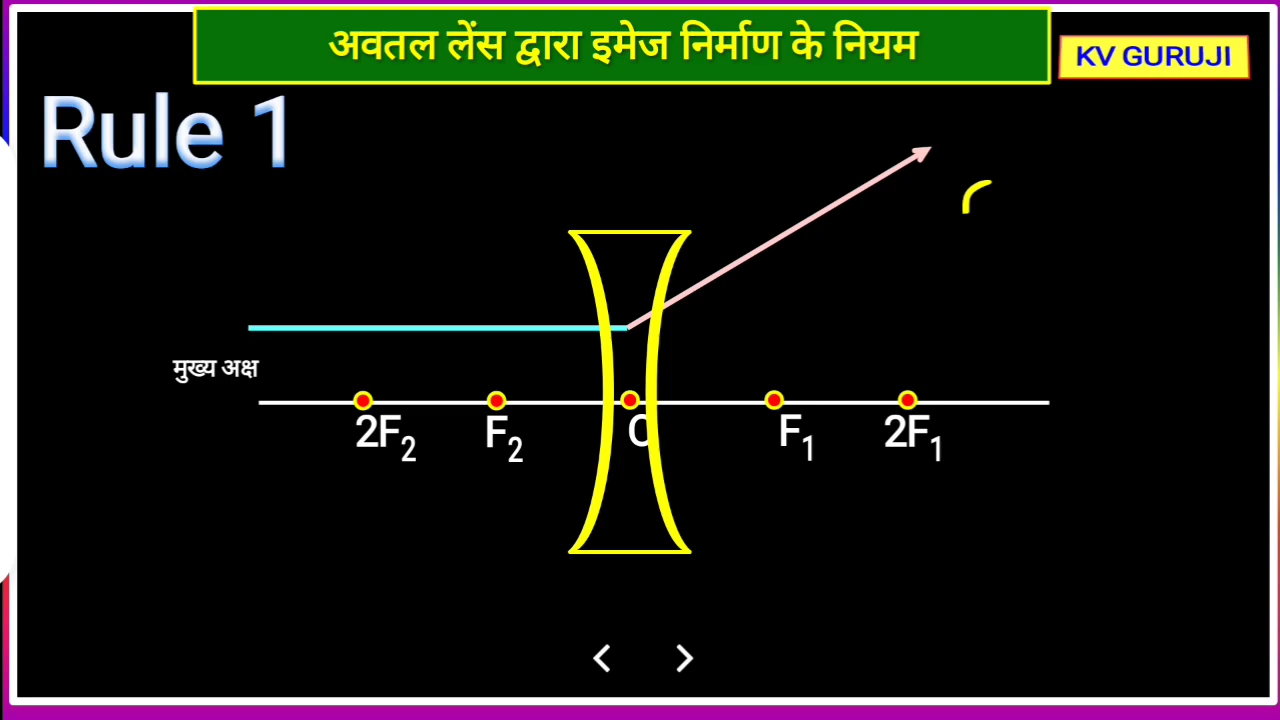 अवतल लेंस द्वारा इमेज निर्माण के नियम
KV GURUJI
Rule 1
मुख्य अक्ष
2F₂
F₂
O
F₁
2F₁